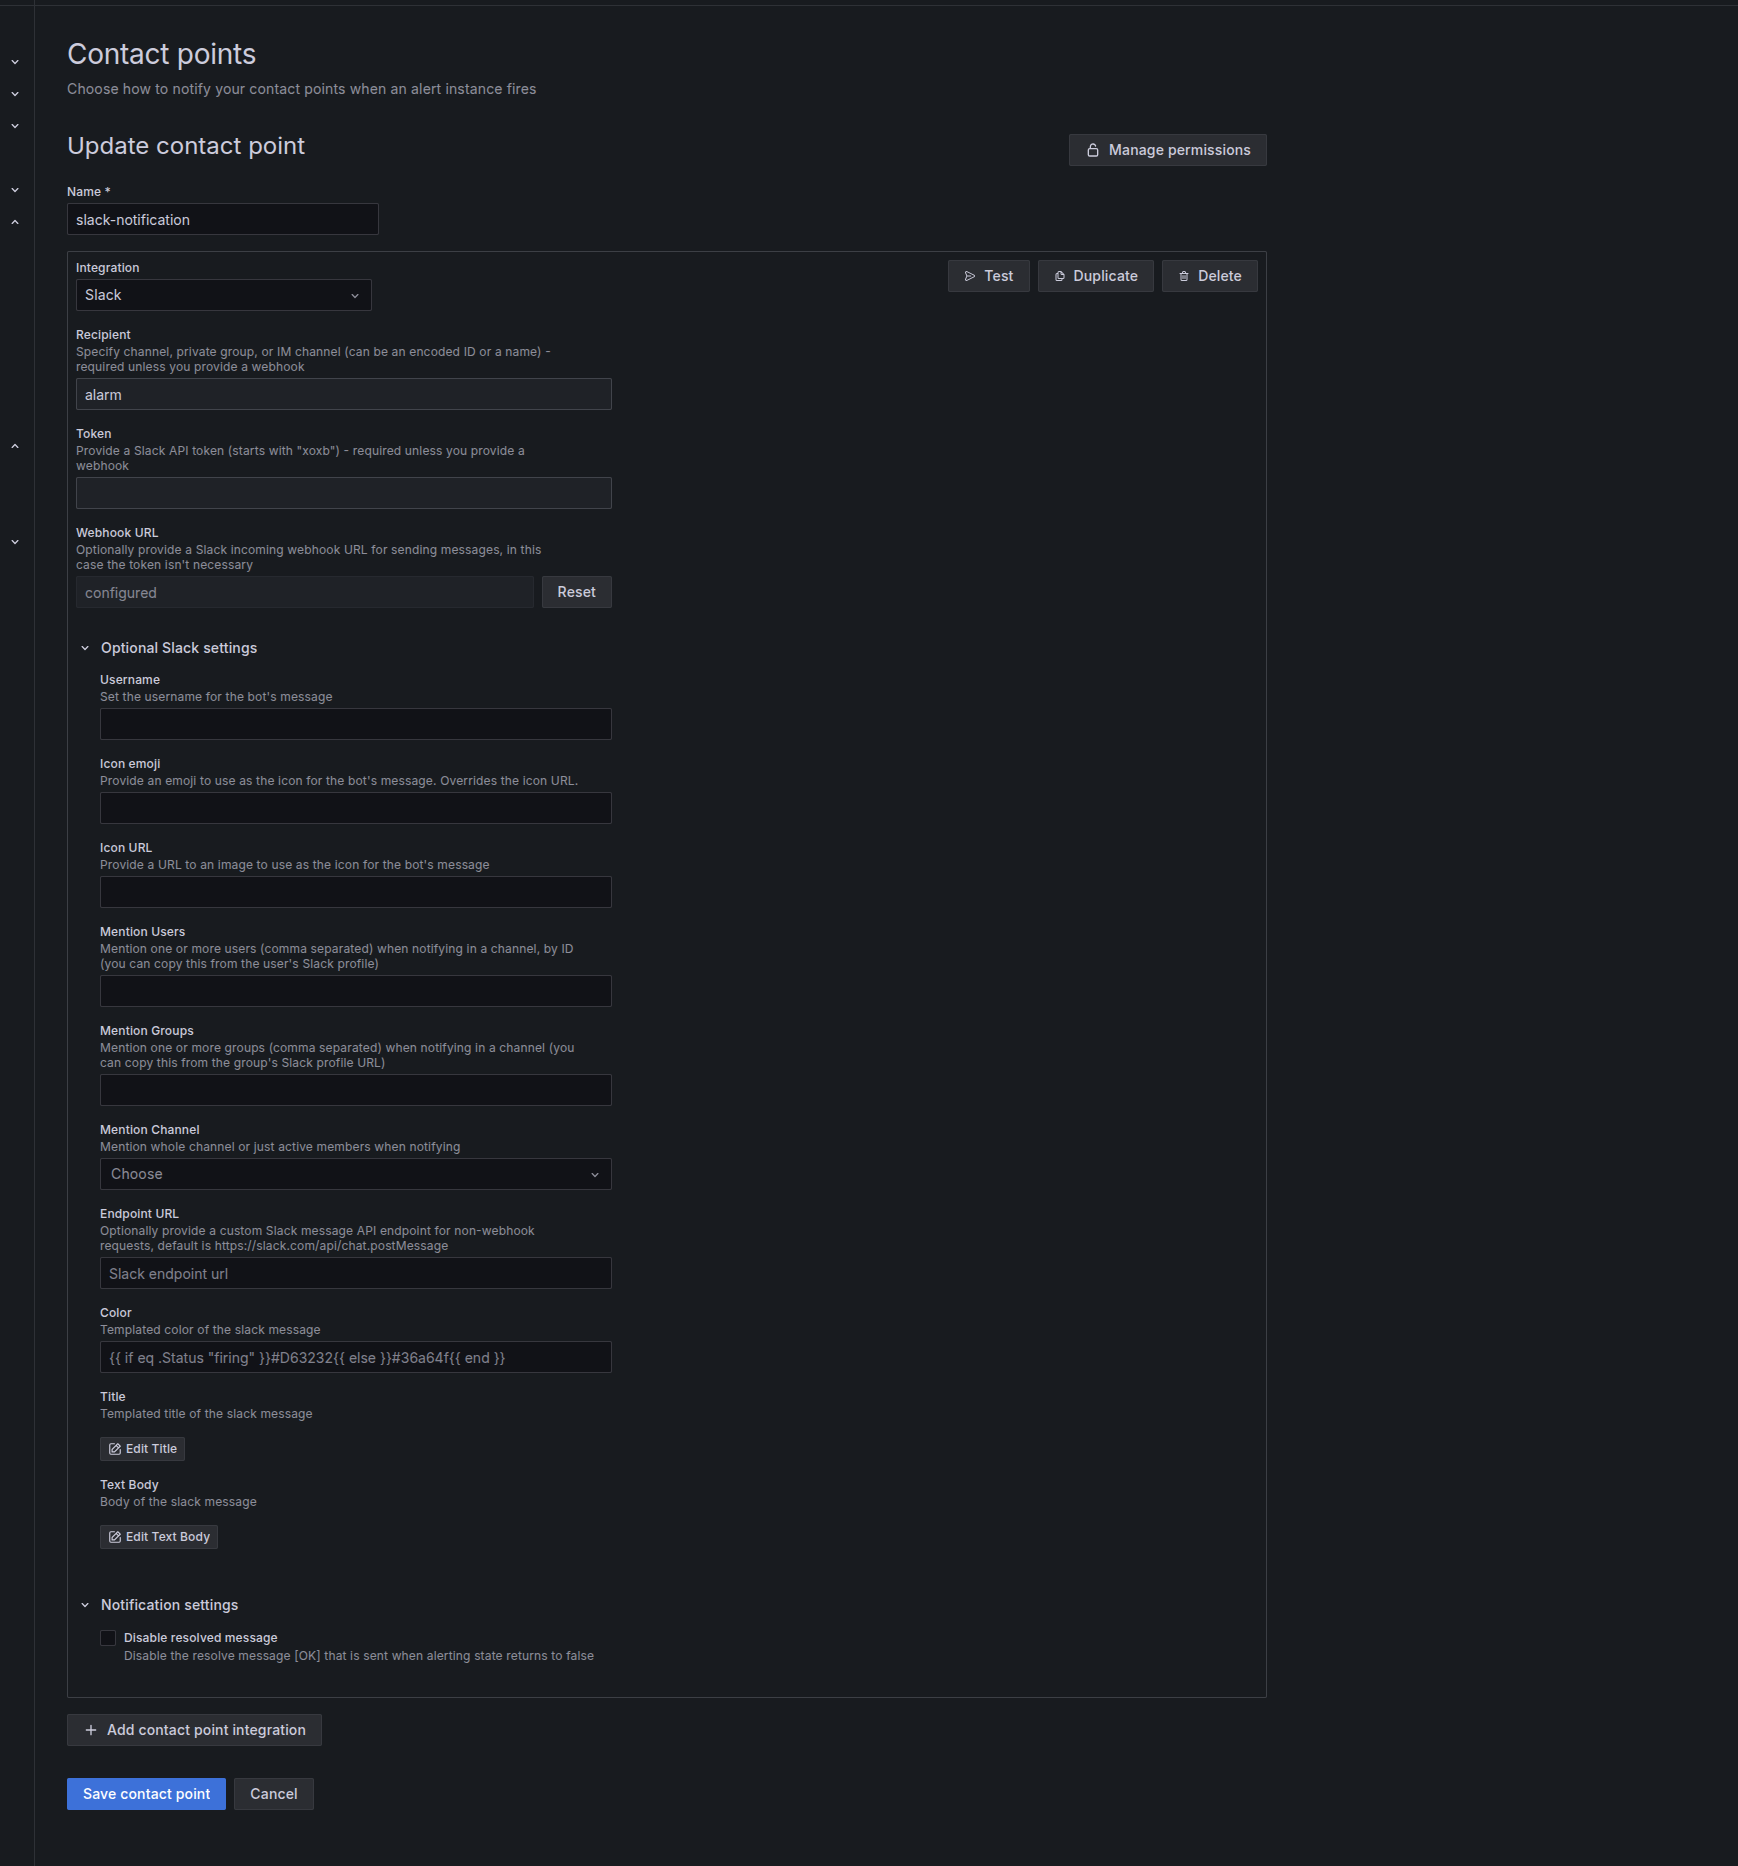 Contact points
Choose how to notify your contact points when an alert instance fires
Update contact point
Manage permissions
Name *
slack-notification
Integration
Test
Duplicate
Delete
Slack
Recipient
Specify channel, private group, or IM channel (can be an encoded ID or a name) -
required unless you provide a webhook
alarm
Token
Provide a Slack API token (starts with "xoxb") - required unless you provide a
webhook
Webhook URL
Optionally provide a Slack incoming webhook URL for sending messages, in this
case the token isn't necessary
configured
Reset
Optional Slack settings
Username
Set the username for the bot's message
Icon emoji
Provide an emoji to use as the icon for the bot's message. Overrides the icon URL.
Icon URL
Provide a URL to an image to use as the icon for the bot's message
Mention Users
Mention one or more users (comma separated) when notifying in a channel, by ID
(you can copy this from the user's Slack profile)
Mention Groups
Mention one or more groups (comma separated) when notifying in a channel (you
can copy this from the group's Slack profile URL)
Mention Channel
Mention whole channel or just active members when notifying
Choose
Endpoint URL
Optionally provide a custom Slack message API endpoint for non-webhook
requests, default is https://slack.com/api/chat.postMessage
Slack endpoint url
Color
Templated color of the slack message
{{ if eq .Status "firing" }}#D63232{{ else }}#36a64f{{ end }}
Title
Templated title of the slack message
Edit Title
Text Body
Body of the slack message
Edit Text Body
Notification settings
Disable resolved message
Disable the resolve message [OK] that is sent when alerting state returns to false
Add contact point integration
Save contact point
Cancel